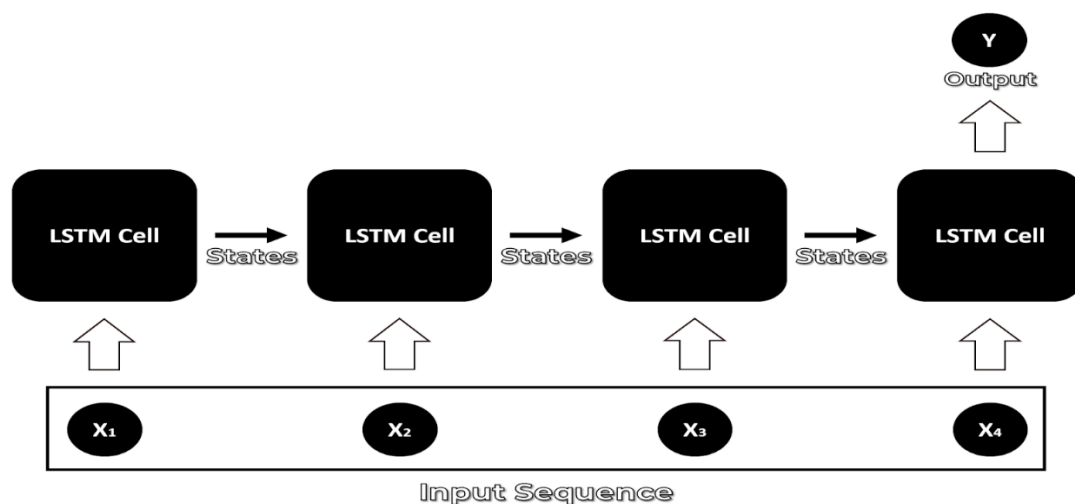 Y
Output
LSTM Cell
LSTM Cell
LSTM Cell
LSTM Cell
States
States
States
X₁
X₂
X₃
X₄
Input Sequence